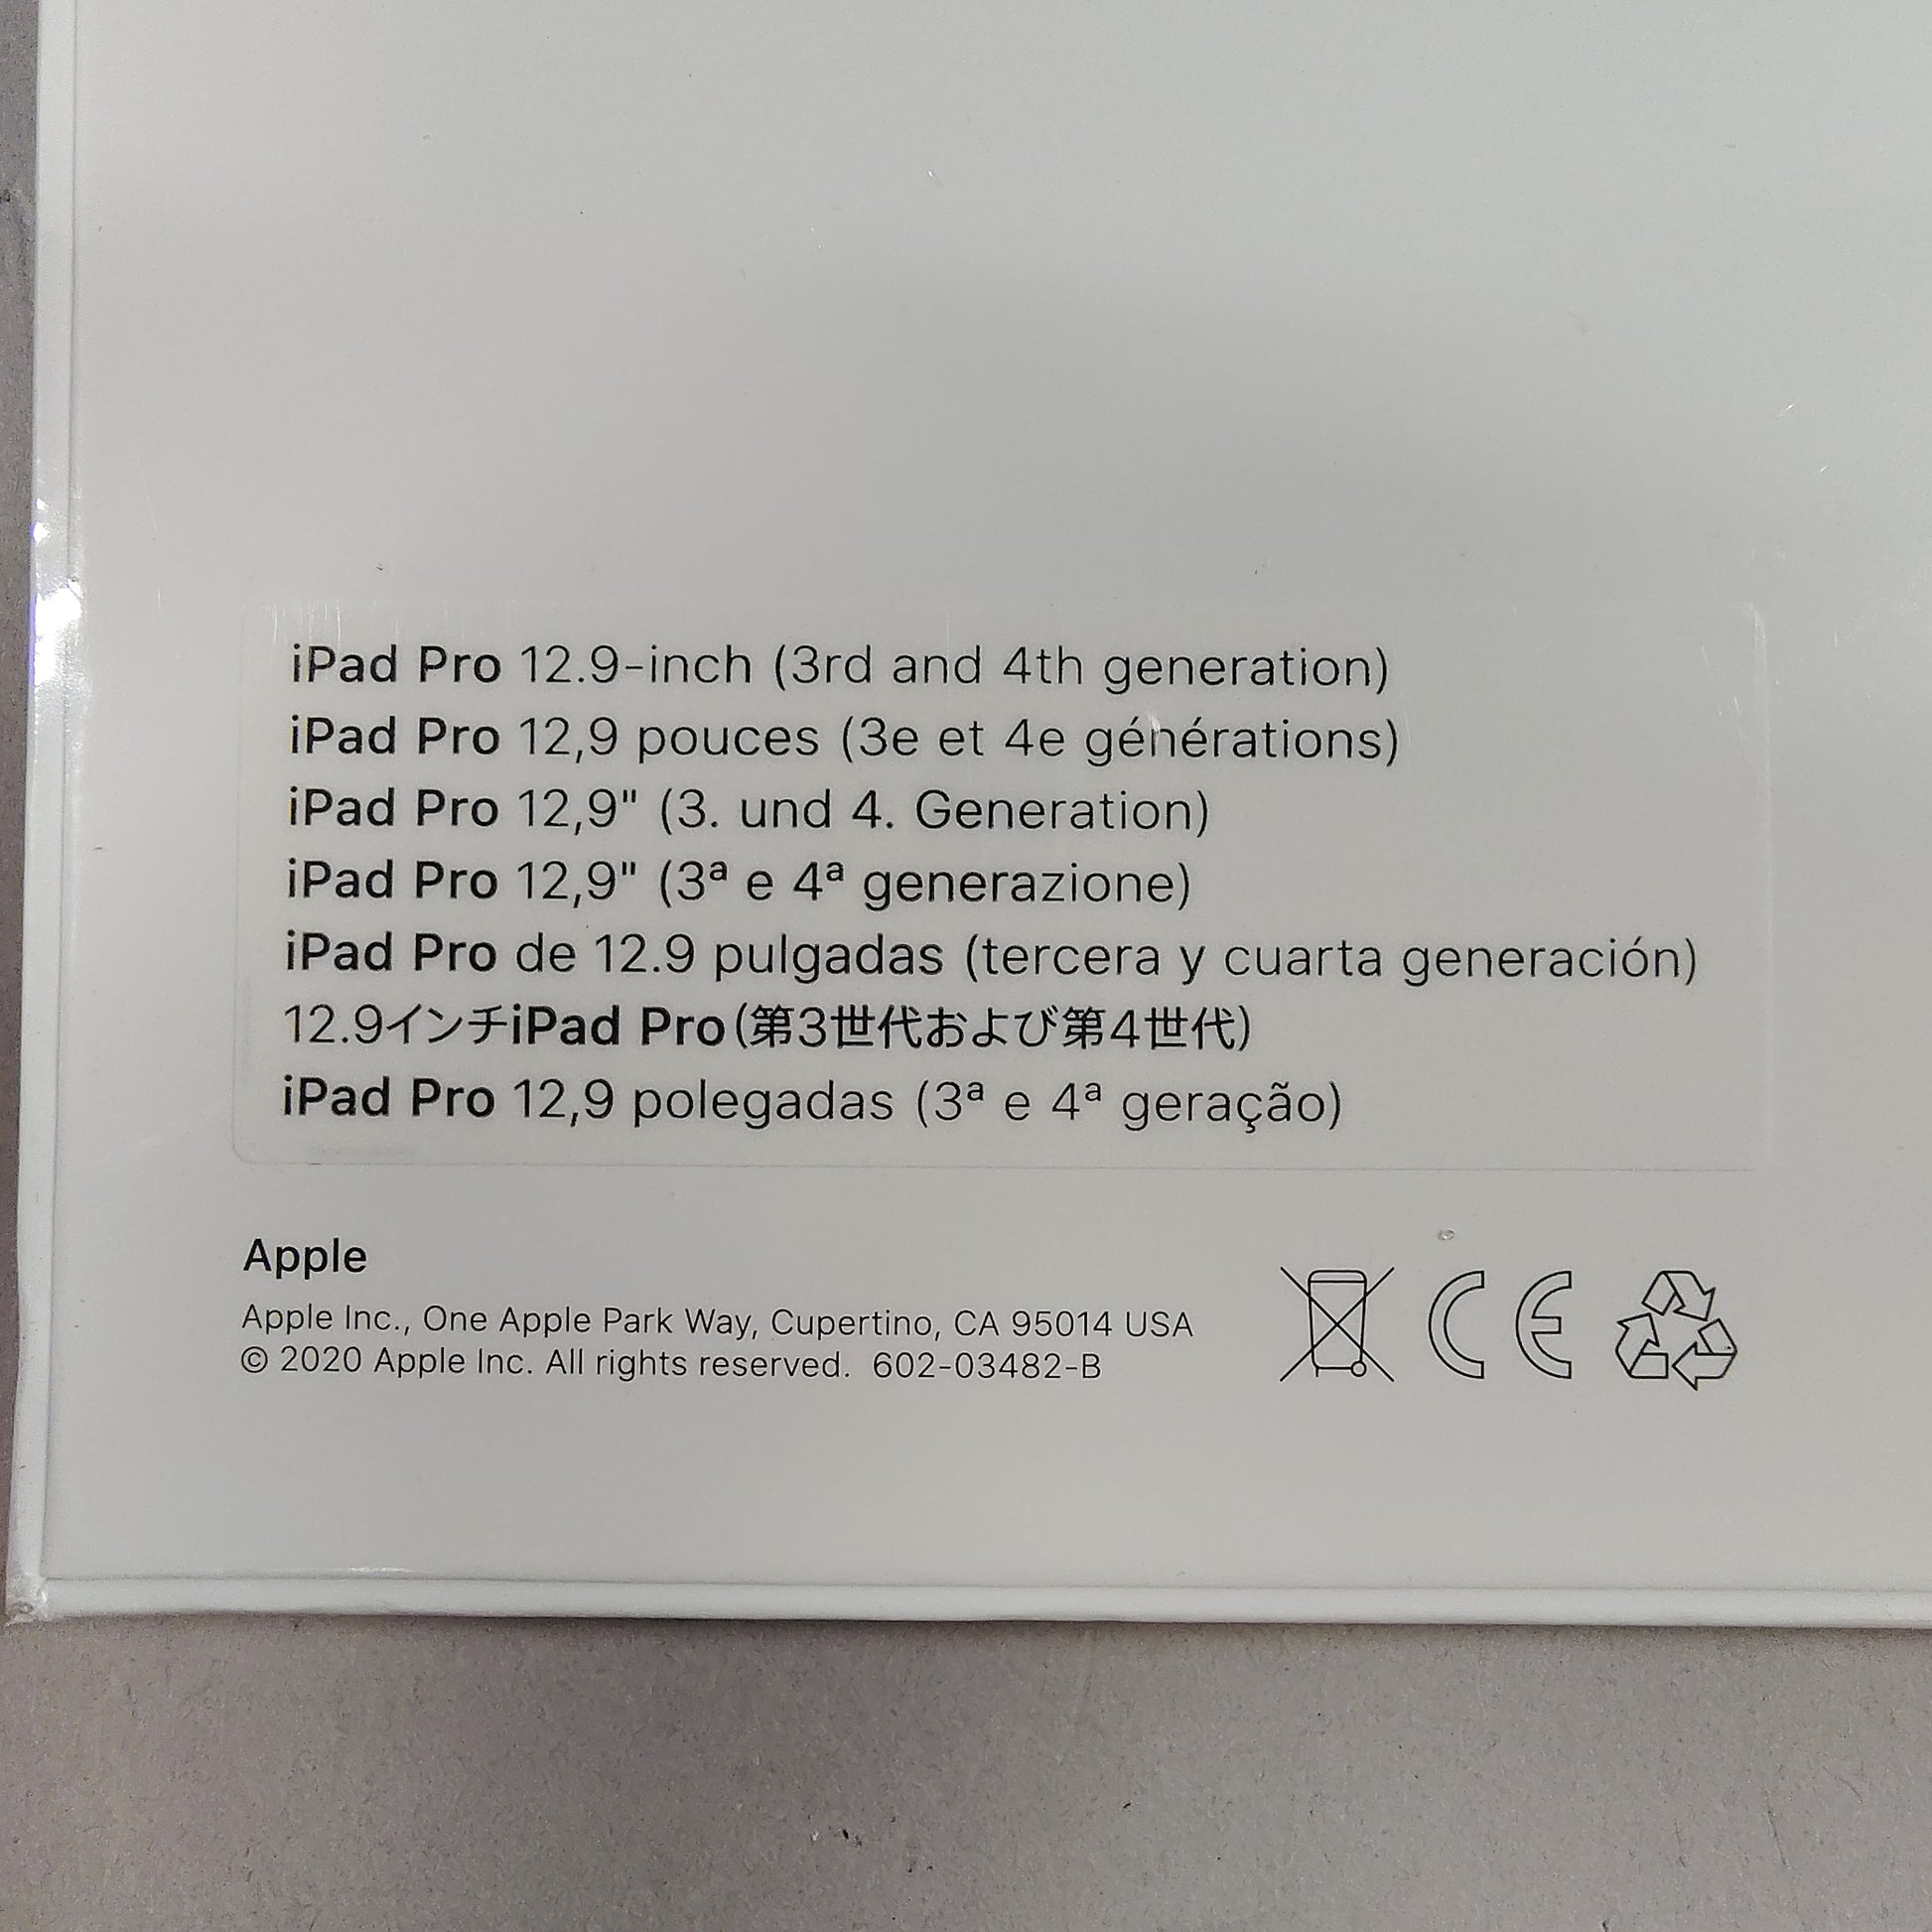 iPad Pro 12.9-inch (3rd and 4th generation)
iPad Pro 12,9 pouces (3e et 4e générations)
iPad Pro 12,9" (3. und 4. Generation)
iPad Pro 12,9" (3ª e 4ª generazione)
iPad Pro de 12.9 pulgadas (tercera y cuarta generación)
12.9インチiPad Pro(第3世代および第4世代)
iPad Pro 12,9 polegadas (3ª e 4ª geração)
Apple
Apple Inc., One Apple Park Way, Cupertino, CA 95014 USA
© 2020 Apple Inc. All rights reserved. 602-03482-B
CE